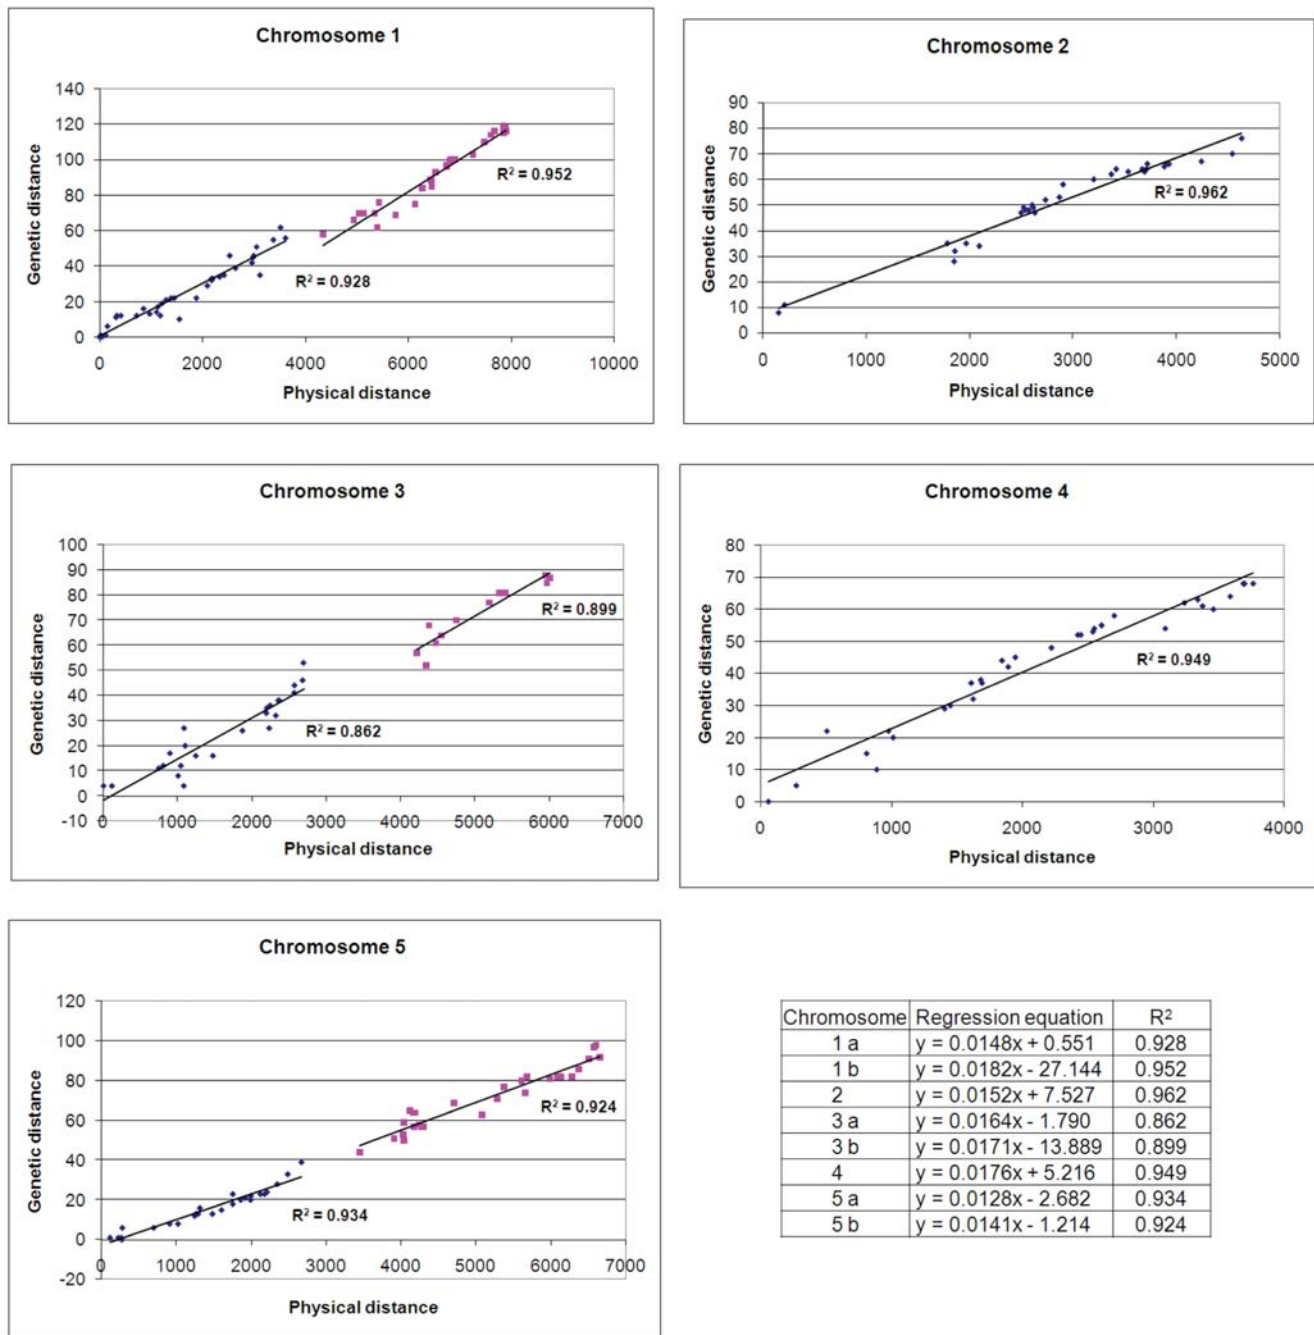 Chromosome 1
Genetic distance
140
120
100
80
60
40
20
0
R² = 0.952
R² = 0.928
0 2000 4000 6000 8000 10000
Physical distance
Chromosome 2
Genetic distance
90
80
70
60
50
40
30
20
10
0
R² = 0.962
0 1000 2000 3000 4000 5000
Physical distance
Chromosome 3
Genetic distance
100
90
80
70
60
50
40
30
20
10
0
-10
R² = 0.899
R² = 0.862
0 1000 2000 3000 4000 5000 6000 7000
Physical distance
Chromosome 4
Genetic distance
80
70
60
50
40
30
20
10
0
R² = 0.949
0 1000 2000 3000 4000
Physical distance
Chromosome 5
Genetic distance
120
100
80
60
40
20
0
-20
R² = 0.924
R² = 0.934
0 1000 2000 3000 4000 5000 6000 7000
Physical distance
Chromosome Regression equation R²
1 a y = 0.0148x + 0.551 0.928
1 b y = 0.0182x - 27.144 0.952
2 y = 0.0152x + 7.527 0.962
3 a y = 0.0164x - 1.790 0.862
3 b y = 0.0171x - 13.889 0.899
4 y = 0.0176x + 5.216 0.949
5 a y = 0.0128x - 2.682 0.934
5 b y = 0.0141x - 1.214 0.924